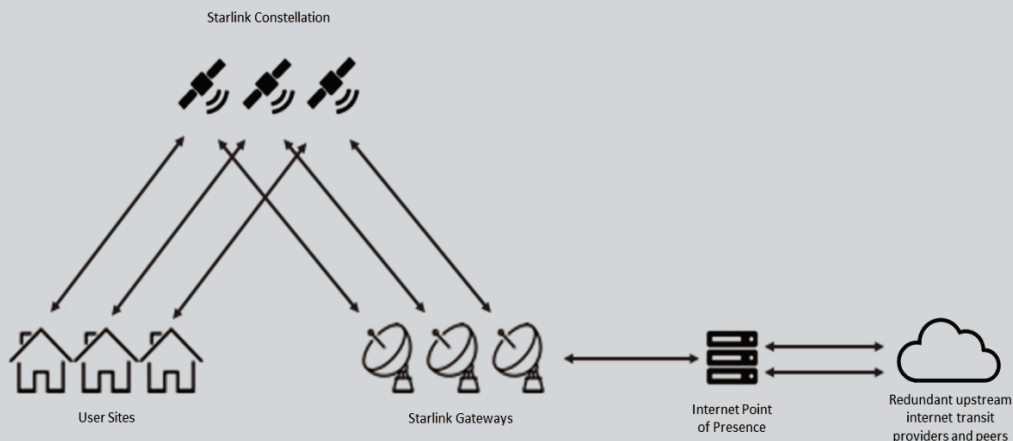 Starlink Constellation
User Sites
Starlink Gateways
Internet Point
of Presence
Redundant upstream
internet transit
providers and peers